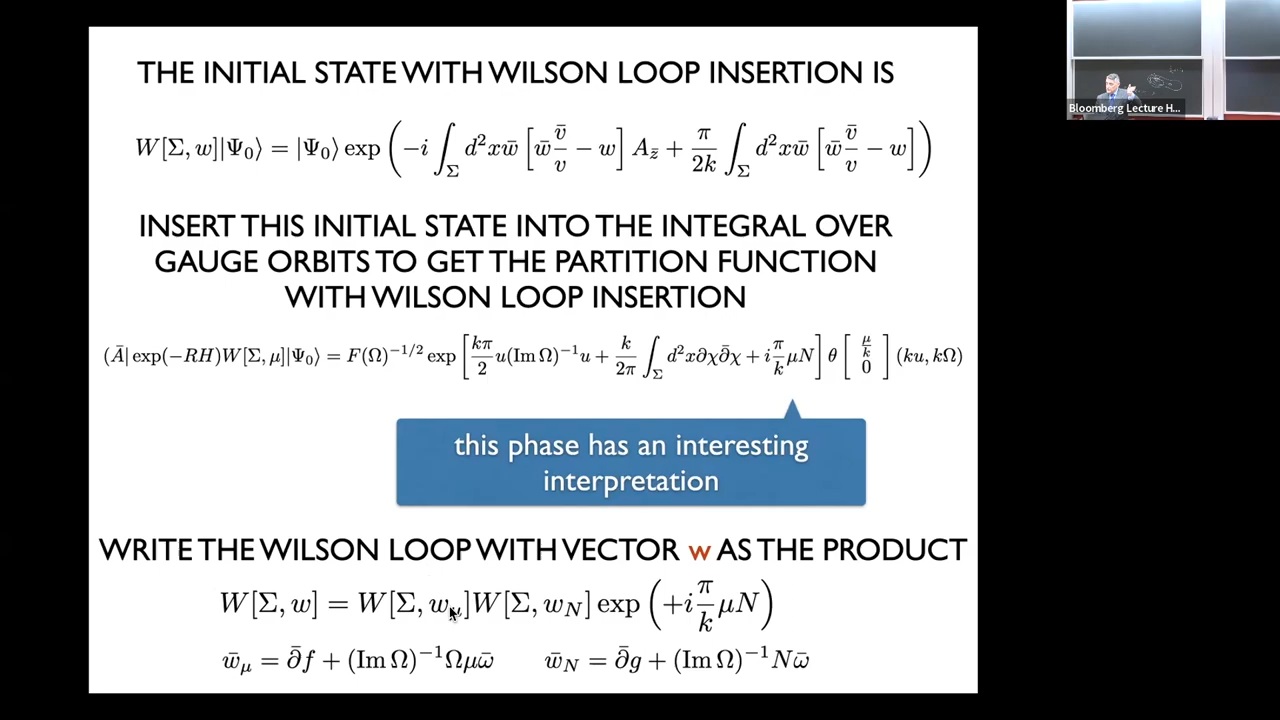 THE INITIAL STATE WITH WILSON LOOP INSERTION IS
W[Σ, w]|Ψ₀⟩ = |Ψ₀⟩ exp(−i ∫_Σ d²x w̄ [w̄ v̄/v − w] A_z̄ + π/2k ∫_Σ d²x w̄ [w̄ v̄/v − w])
INSERT THIS INITIAL STATE INTO THE INTEGRAL OVER
GAUGE ORBITS TO GET THE PARTITION FUNCTION
WITH WILSON LOOP INSERTION
(Ā| exp(−RH)W[Σ, μ]|Ψ₀⟩ = F(Ω)^{−1/2} exp [kπ/2 u(Im Ω)^{−1}u + k/2π ∫_Σ d²x ∂χ∂̄χ + i π/k μN] θ [μ/k 0] (ku, kΩ)
this phase has an interesting
interpretation
WRITE THE WILSON LOOP WITH VECTOR w AS THE PRODUCT
W[Σ, w] = W[Σ, w_μ]W[Σ, w_N] exp (+i π/k μN)
w̄_μ = ∂̄f + (Im Ω)^{−1}Ωμω̄ w̄_N = ∂̄g + (Im Ω)^{−1}Nω̄
Bloomberg Lecture H...